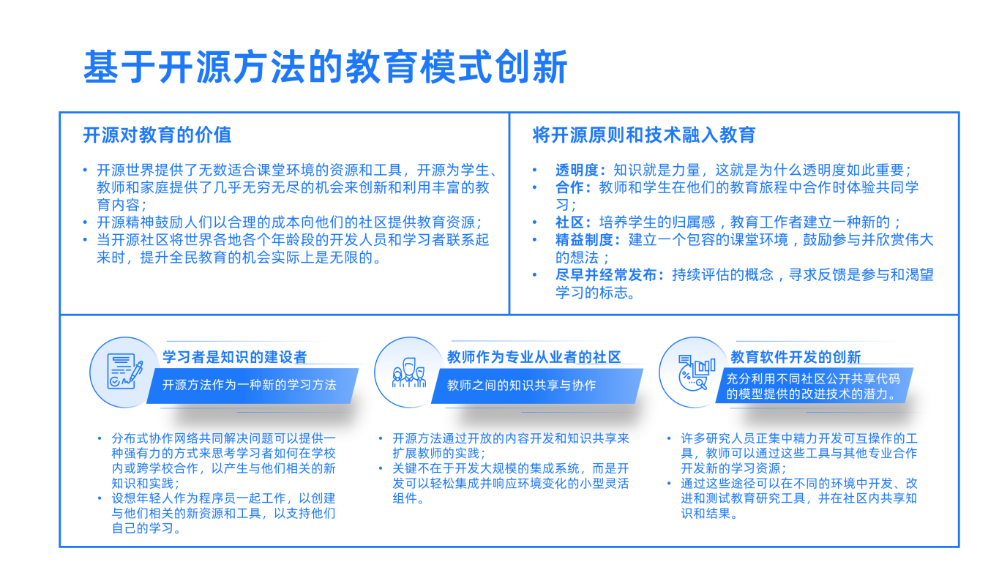 基于开源方法的教育模式创新
开源对教育的价值
• 开源世界提供了无数适合课堂环境的资源和工具，开源为学生、
教师和家庭提供了几乎无穷无尽的机会来创新和利用丰富的教
育内容；
• 开源精神鼓励人们以合理的成本向他们的社区提供教育资源；
• 当开源社区将世界各地各个年龄段的开发人员和学习者联系起
来时，提升全民教育的机会实际上是无限的。
将开源原则和技术融入教育
• 透明度：知识就是力量，这就是为什么透明度如此重要；
• 合作：教师和学生在他们的教育旅程中合作时体验共同学
习；
• 社区：培养学生的归属感，教育工作者建立一种新的；
• 精益制度：建立一个包容的课堂环境，鼓励参与并欣赏伟大
的想法；
• 尽早并经常发布：持续评估的概念，寻求反馈是参与和渴望
学习的标志。
学习者是知识的建设者
开源方法作为一种新的学习方法
• 分布式协作网络共同解决问题可以提供一
种强有力的方式来思考学习者如何在学校
内或跨学校合作，以产生与他们相关的新
知识和实践；
• 设想年轻人作为程序员一起工作，以创建
与他们相关的新资源和工具，以支持他们
自己的学习。
教师作为专业从业者的社区
教师之间的知识共享与协作
• 开源方法通过开放的内容开发和知识共享来
扩展教师的实践；
• 关键不在于开发大规模的集成系统，而是开
发可以轻松集成并响应环境变化的小型灵活
组件。
教育软件开发的创新
充分利用不同社区公开共享代码
的模型提供的改进技术的潜力。
• 许多研究人员正集中精力开发可互操作的工
具，教师可以通过这些工具与其他专业合作
开发新的学习资源；
• 通过这些途径可以在不同的环境中开发、改
进和测试教育研究工具，并在社区内共享知
识和结果。